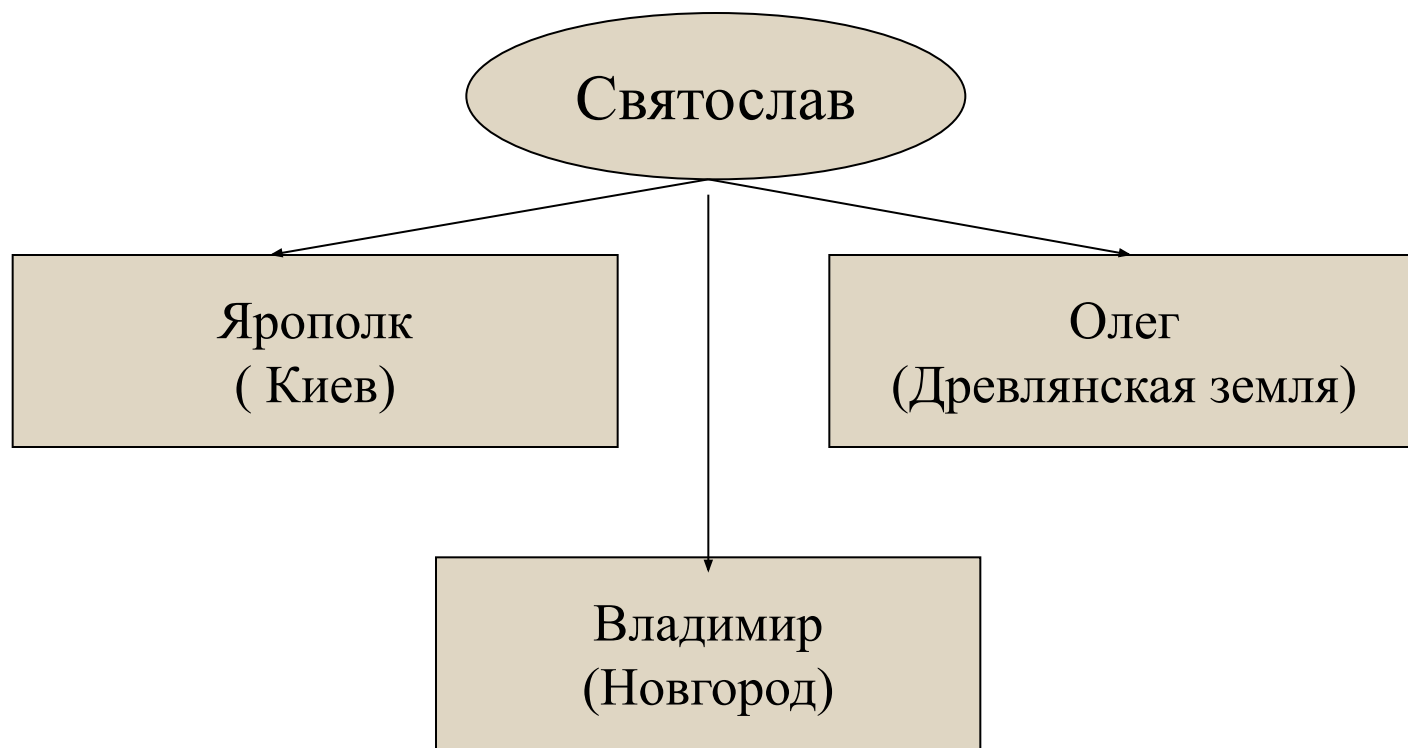 Святослав
Ярополк
( Киев)
Олег
(Древлянская земля)
Владимир
(Новгород)